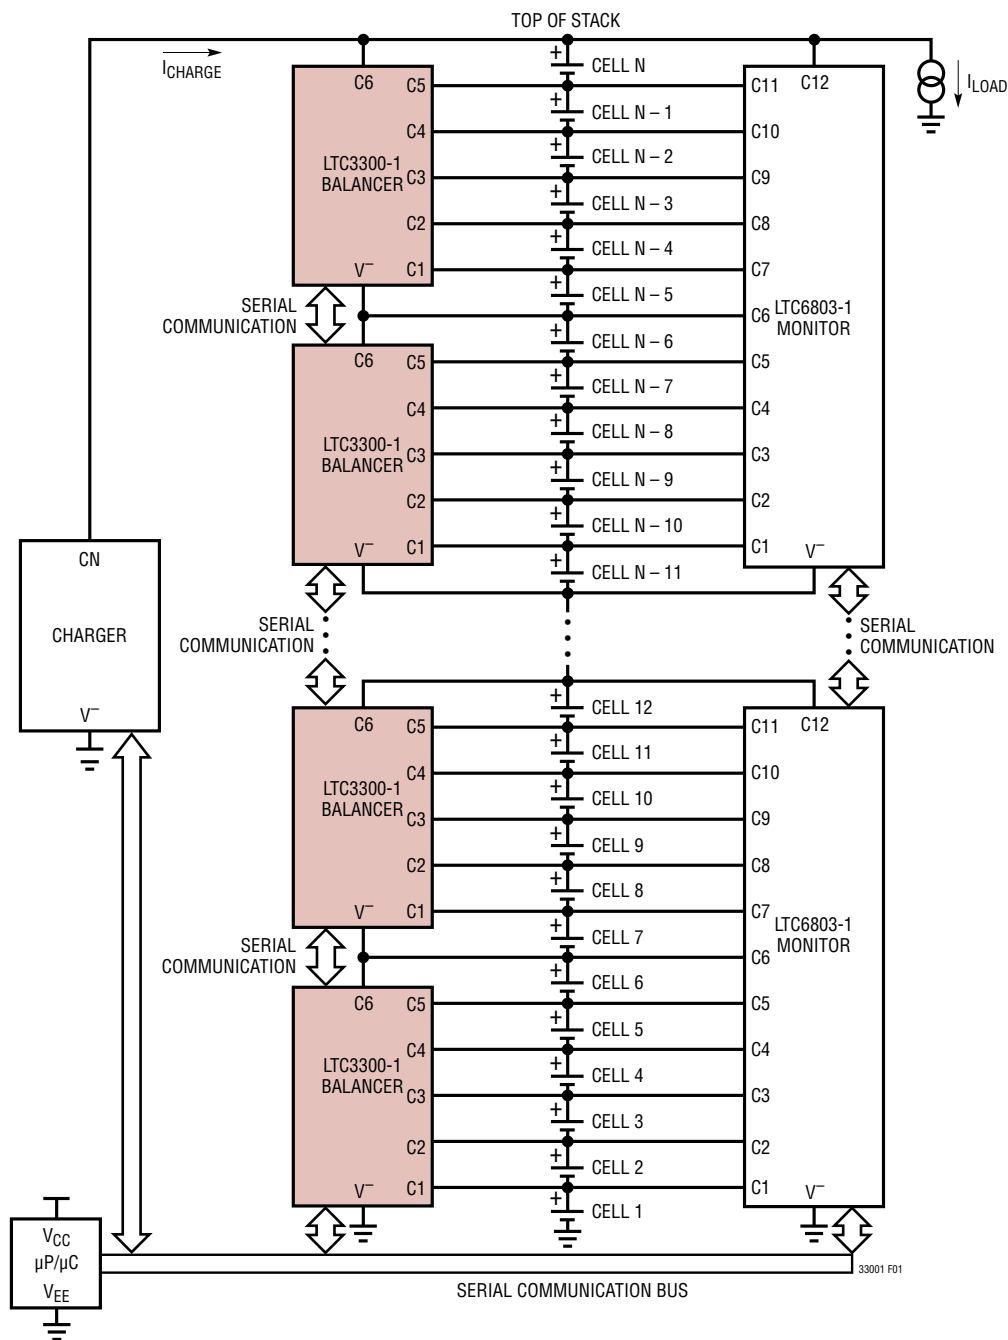 TOP OF STACK
ICHARGE
ILOAD
C6
C5
C4
C3
C2
C1
V–
LTC3300-1
BALANCER
+
CELL N
+
CELL N – 1
+
CELL N – 2
+
CELL N – 3
+
CELL N – 4
+
CELL N – 5
C12
C11
C10
C9
C8
C7
C6
LTC6803-1
MONITOR
C5
C4
C3
C2
C1
V–
SERIAL
COMMUNICATION
C6
C5
C4
C3
C2
C1
V–
LTC3300-1
BALANCER
+
CELL N – 6
+
CELL N – 7
+
CELL N – 8
+
CELL N – 9
+
CELL N – 10
+
CELL N – 11
CN
CHARGER
V–
SERIAL
COMMUNICATION
SERIAL
COMMUNICATION
C6
C5
C4
C3
C2
C1
V–
LTC3300-1
BALANCER
+
CELL 12
+
CELL 11
+
CELL 10
+
CELL 9
+
CELL 8
+
CELL 7
C12
C11
C10
C9
C8
C7
LTC6803-1
MONITOR
C6
C5
C4
C3
C2
C1
V–
SERIAL
COMMUNICATION
C6
C5
C4
C3
C2
C1
V–
LTC3300-1
BALANCER
+
CELL 6
+
CELL 5
+
CELL 4
+
CELL 3
+
CELL 2
+
CELL 1
VCC
µP/µC
VEE
SERIAL COMMUNICATION BUS
33001 F01